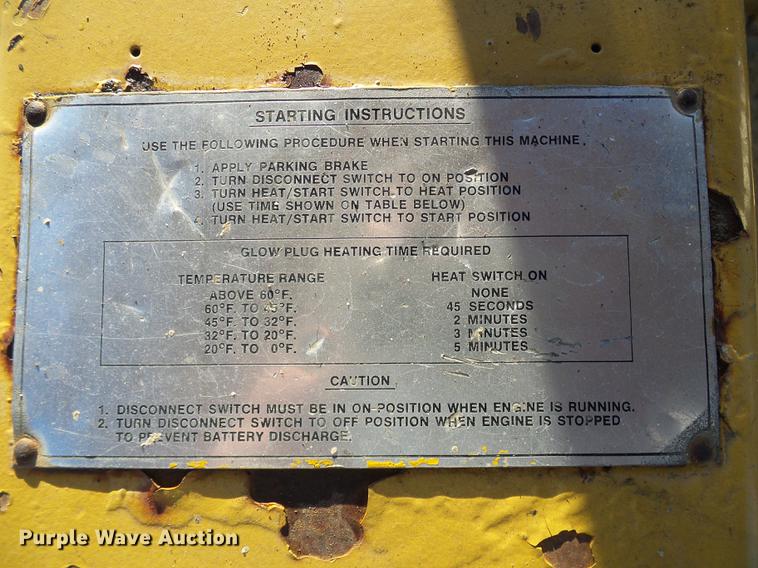 STARTING INSTRUCTIONS
USE THE FOLLOWING PROCEDURE WHEN STARTING THIS MACHINE.
1. APPLY PARKING BRAKE
2. TURN DISCONNECT SWITCH TO ON POSITION
3. TURN HEAT/START SWITCH TO HEAT POSITION
(USE TIME SHOWN ON TABLE BELOW)
4. TURN HEAT/START SWITCH TO START POSITION
GLOW PLUG HEATING TIME REQUIRED
TEMPERATURE RANGE HEAT SWITCH ON
ABOVE 60°F. NONE
60°F. TO 45°F. 45 SECONDS
45°F. TO 32°F. 2 MINUTES
32°F. TO 20°F. 3 MINUTES
20°F. TO 0°F. 5 MINUTES
CAUTION
1. DISCONNECT SWITCH MUST BE IN ON-POSITION WHEN ENGINE IS RUNNING.
2. TURN DISCONNECT SWITCH TO OFF POSITION WHEN ENGINE IS STOPPED
TO PREVENT BATTERY DISCHARGE.
Purple Wave Auction